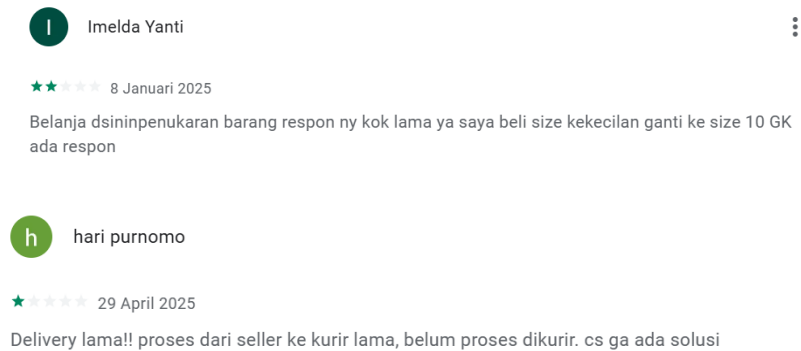 I
Imelda Yanti
8 Januari 2025
Belanja dsininpenukaran barang respon ny kok lama ya saya beli size kekecilan ganti ke size 10 GK
ada respon
h
hari purnomo
29 April 2025
Delivery lama!! proses dari seller ke kurir lama, belum proses dikurir. cs ga ada solusi